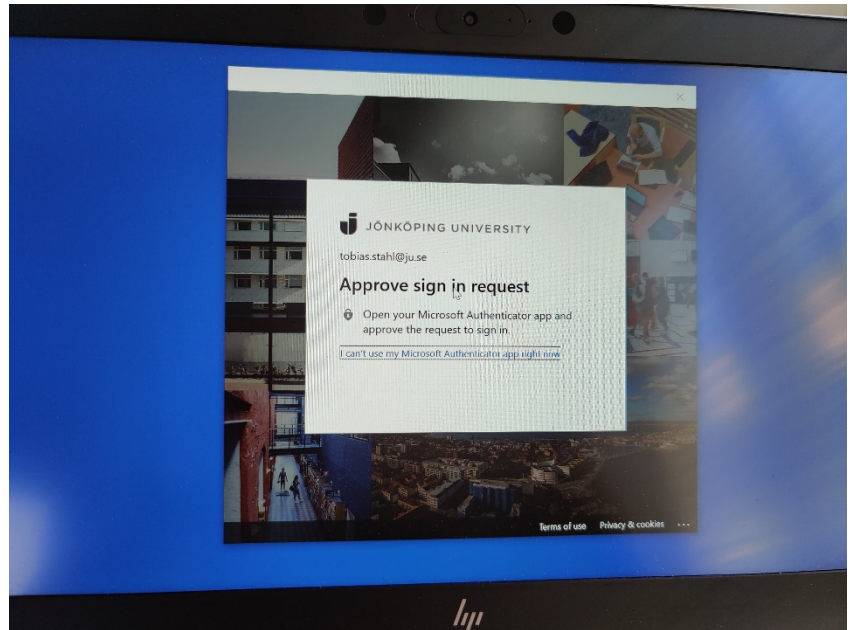 JÖNKÖPING UNIVERSITY
tobias.stahl@ju.se
Approve sign in request
Open your Microsoft Authenticator app and
approve the request to sign in.
I can't use my Microsoft Authenticator app right now
Terms of use Privacy & cookies ...
hp